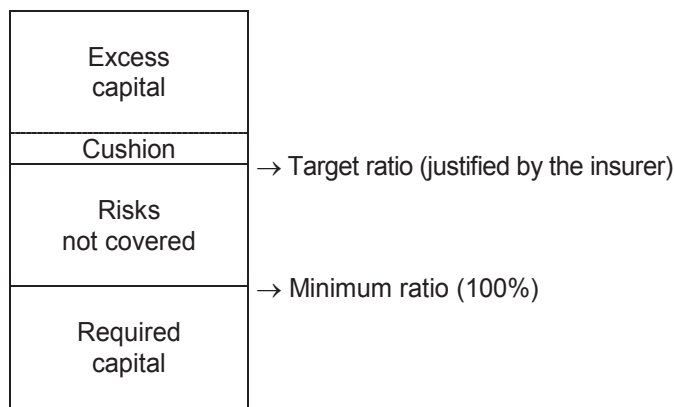 Excess
capital
Cushion
→ Target ratio (justified by the insurer)
Risks
not covered
→ Minimum ratio (100%)
Required
capital